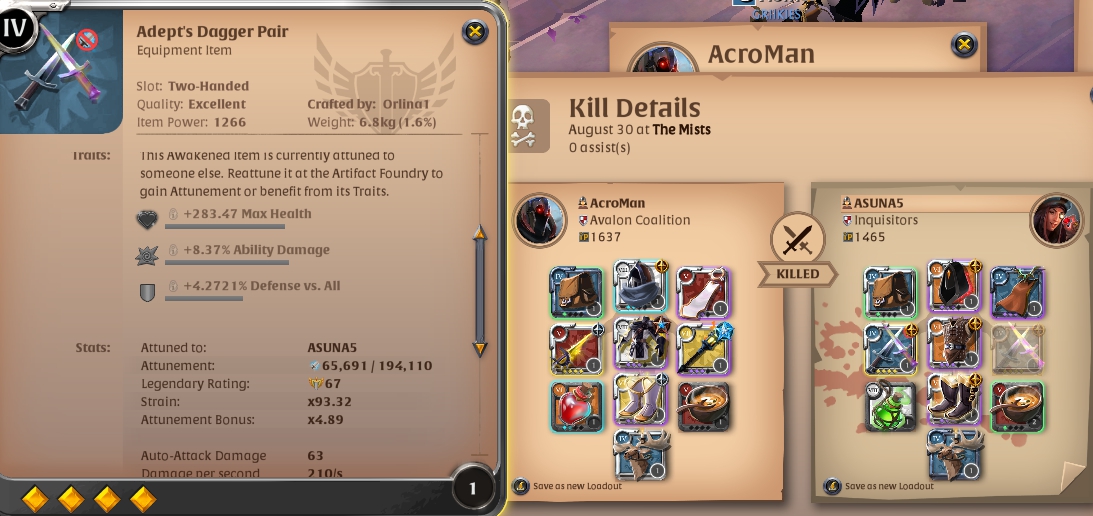 IV
Adept's Dagger Pair
Equipment Item
Slot: Two-Handed
Quality: Excellent
Crafted by: Orlina1
Item Power: 1266
Weight: 6.8kg (1.6%)
Traits:
This Awakened Item is currently attuned to
someone else. Reattune it at the Artifact Foundry to
gain Attunement or benefit from its Traits.
+283.47 Max Health
+8.37% Ability Damage
+4.2721% Defense vs. All
Stats:
Attuned to: ASUNA5
Attunement: 65,691 / 194,110
Legendary Rating: 67
Strain: x93.32
Attunement Bonus: x4.89
Auto-Attack Damage 63
Damage per second 210/s
1
AcroMan
Kill Details
August 30 at The Mists
0 assist(s)
AcroMan
Avalon Coalition
1637
KILLED
ASUNA5
Inquisitors
1465
Save as new Loadout
Save as new Loadout